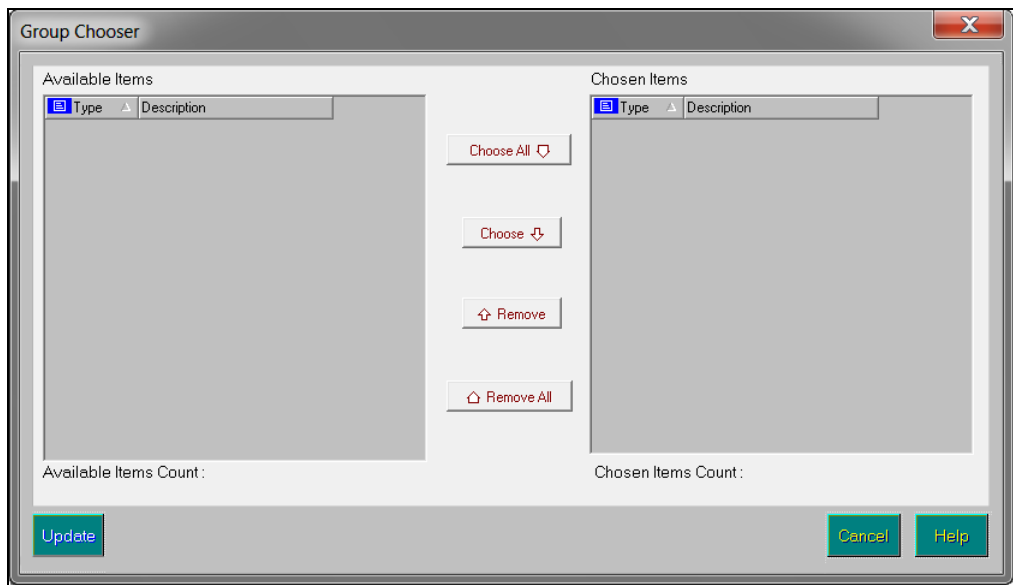 Group Chooser
Available Items
Type Description
Choose All
Choose
Remove
Remove All
Chosen Items
Type Description
Available Items Count :
Chosen Items Count :
Update
Cancel
Help